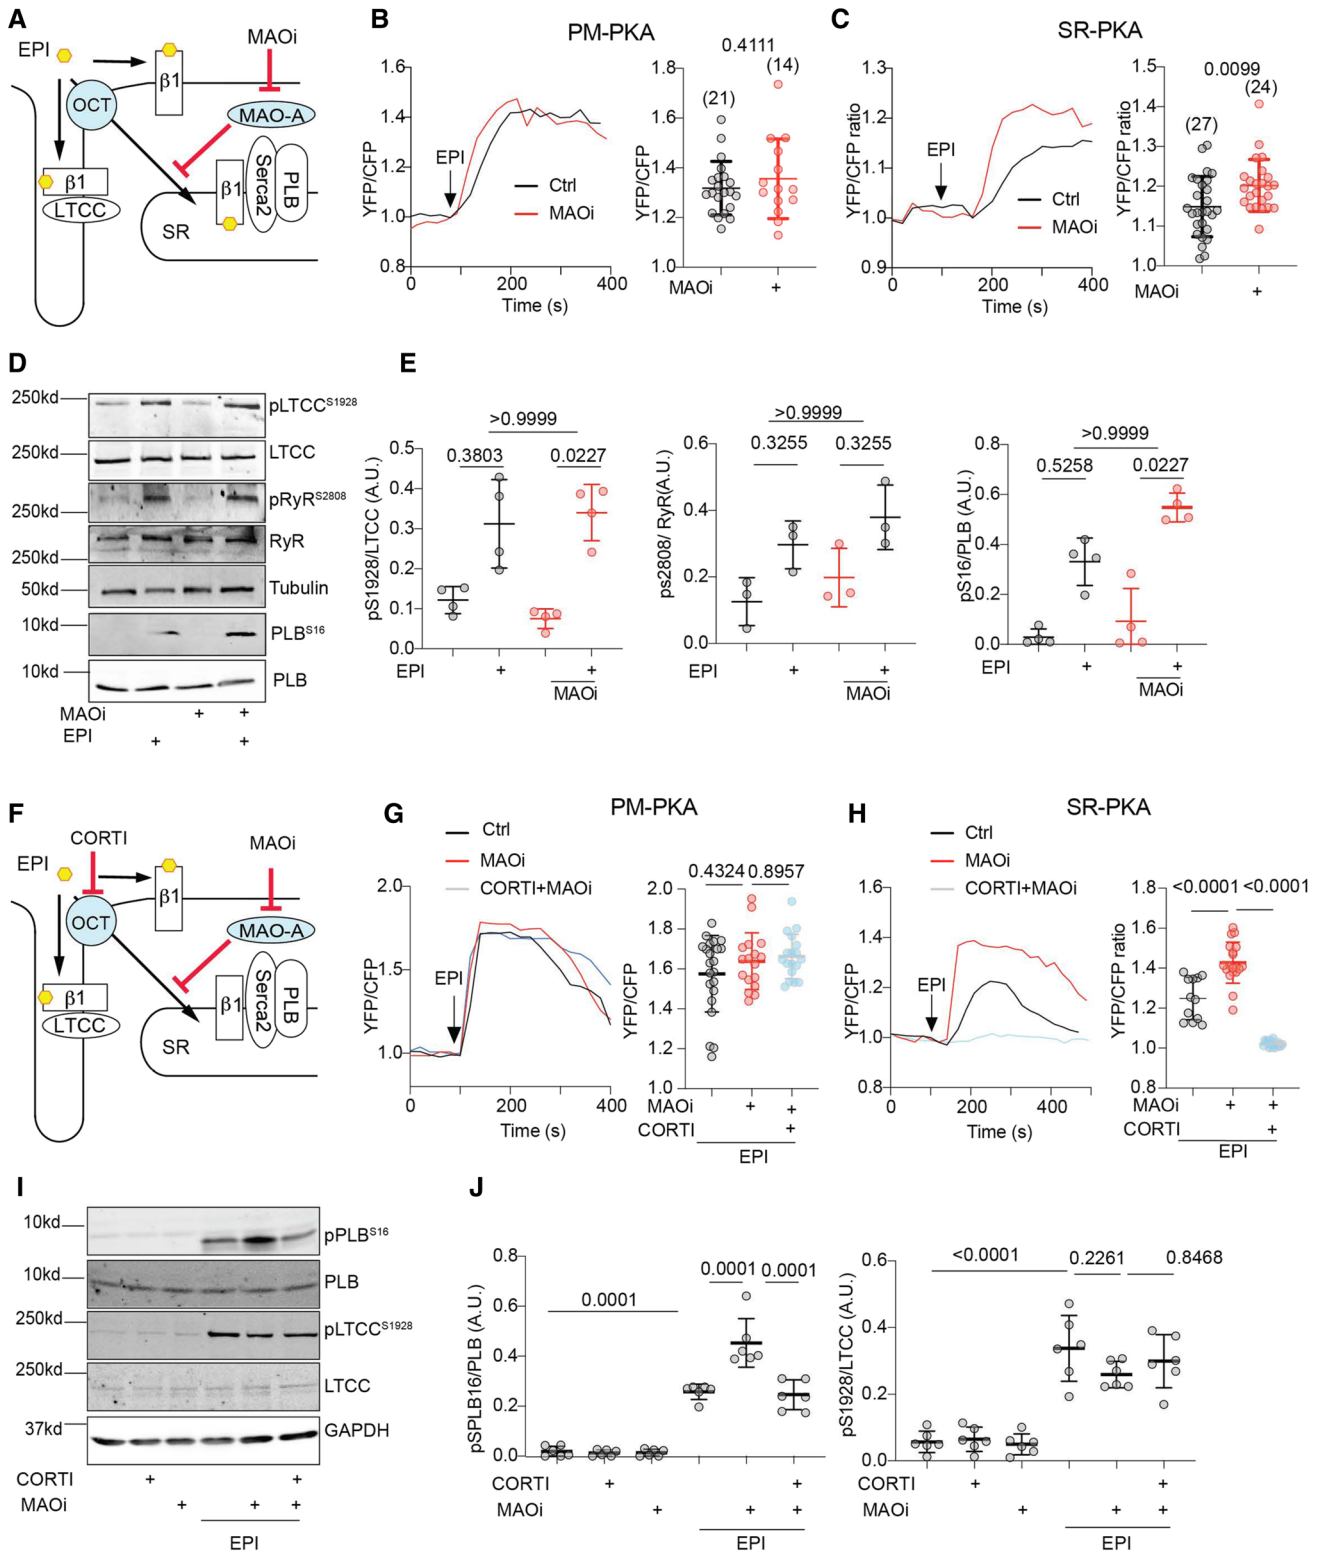 A
EPI
MAOi
β1
OCT
MAO-A
β1
LTCC
β1
Serca2
PLB
SR
B
PM-PKA
YFP/CFP
1.6
1.4
1.2
1.0
0.8
EPI
Ctrl
MAOi
0
200
400
Time (s)
YFP/CFP
1.8
1.6
1.4
1.2
1.0
0.4111
(21)
(14)
MAOi
+
C
SR-PKA
YFP/CFP ratio
1.3
1.2
1.1
1.0
0.9
EPI
Ctrl
MAOi
0
200
400
Time (s)
YFP/CFP ratio
1.5
1.4
1.3
1.2
1.1
1.0
0.0099
(27)
(24)
MAOi
+
D
250kd
pLTCCS1928
250kd
LTCC
250kd
pRyRS2808
250kd
RyR
50kd
Tubulin
10kd
PLBS16
10kd
PLB
MAOi + +
EPI + +
E
pS1928/LTCC (A.U.)
0.5
0.4
0.3
0.2
0.1
0.0
>0.9999
0.3803
0.0227
EPI + +
MAOi
ps2808/ RyR(A.U.)
0.6
0.4
0.2
0.0
>0.9999
0.3255
0.3255
EPI + +
MAOi
pS16/PLB (A.U.)
0.8
0.6
0.4
0.2
0.0
>0.9999
0.5258
0.0227
EPI + +
MAOi
F
CORTI
EPI
MAOi
β1
OCT
MAO-A
β1
LTCC
β1
Serca2
PLB
SR
G
PM-PKA
Ctrl
MAOi
CORTI+MAOi
YFP/CFP
2.0
1.5
1.0
EPI
0
200
400
Time (s)
YFP/CFP
2.0
1.8
1.6
1.4
1.2
1.0
0.4324
0.8957
MAOi + +
CORTI +
EPI
H
SR-PKA
Ctrl
MAOi
CORTI+MAOi
YFP/CFP
1.6
1.4
1.2
1.0
0.8
EPI
0
200
400
Time (s)
YFP/CFP ratio
1.8
1.6
1.4
1.2
1.0
0.8
<0.0001
<0.0001
MAOi + +
CORTI +
EPI
I
10kd
pPLBS16
10kd
PLB
250kd
pLTCCS1928
250kd
LTCC
37kd
GAPDH
CORTI + +
MAOi + + +
EPI
J
pSPLB16/PLB (A.U.)
0.8
0.6
0.4
0.2
0.0
0.0001
0.0001
0.0001
CORTI + +
MAOi + + +
EPI
pS1928/LTCC (A.U.)
0.6
0.4
0.2
0.0
<0.0001
0.2261
0.8468
CORTI + +
MAOi + + +
EPI